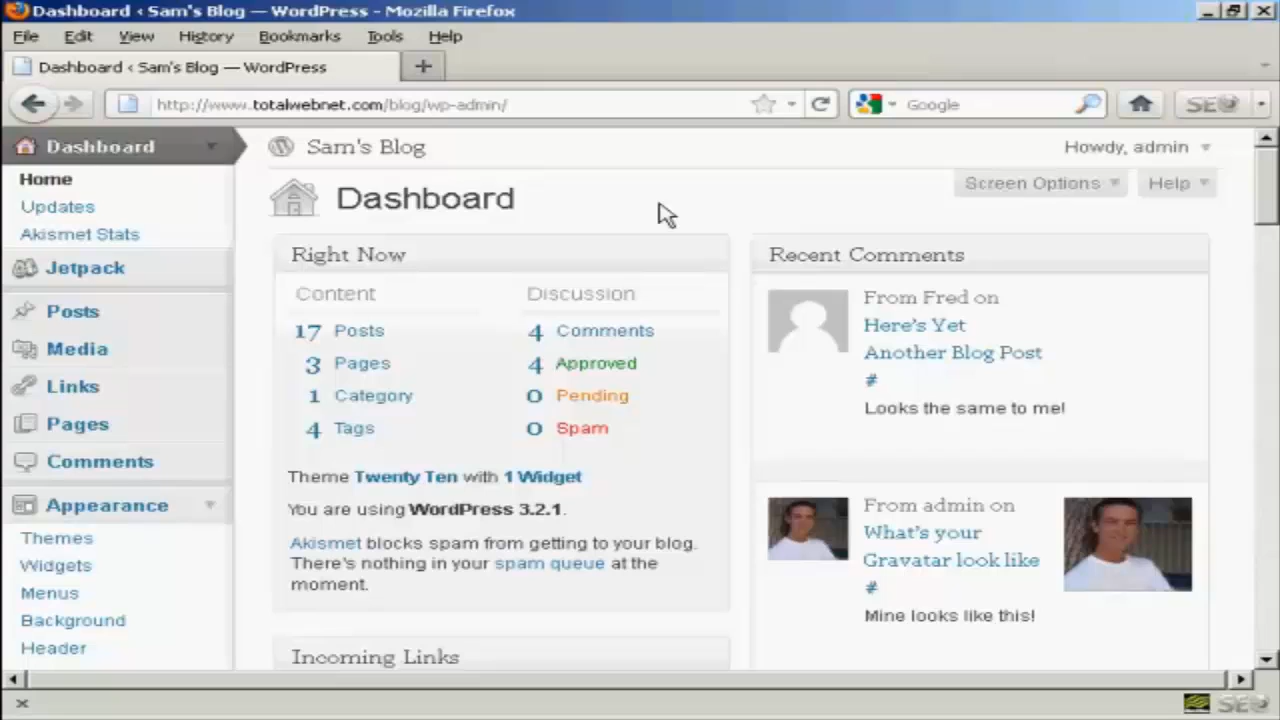 Dashboard ‹ Sam's Blog — WordPress - Mozilla Firefox
File Edit View History Bookmarks Tools Help
Dashboard ‹ Sam's Blog — WordPress
http://www.totalwebnet.com/blog/wp-admin/
Google
SEO
Dashboard
Home
Updates
Akismet Stats
Jetpack
Posts
Media
Links
Pages
Comments
Appearance
Themes
Widgets
Menus
Background
Header
Sam's Blog
Howdy, admin
Screen Options
Help
Dashboard
Right Now
Content
17 Posts
3 Pages
1 Category
4 Tags
Discussion
4 Comments
4 Approved
0 Pending
0 Spam
Theme Twenty Ten with 1 Widget
You are using WordPress 3.2.1.
Akismet blocks spam from getting to your blog.
There's nothing in your spam queue at the
moment.
Incoming Links
Recent Comments
From Fred on
Here's Yet
Another Blog Post
#
Looks the same to me!
From admin on
What's your
Gravatar look like
#
Mine looks like this!
SEO